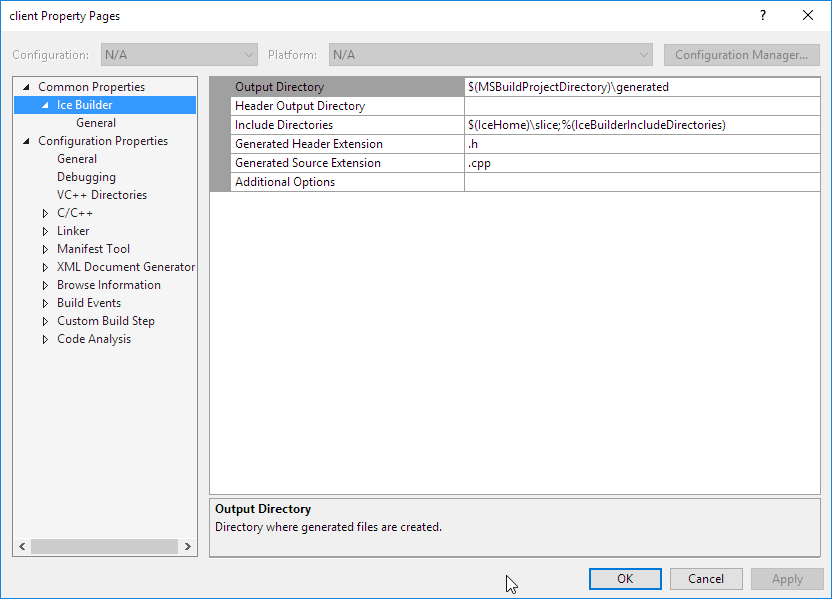 client Property Pages ?
Configuration: N/A Platform: N/A Configuration Manager...
Common Properties
Ice Builder
General
Configuration Properties
General
Debugging
VC++ Directories
C/C++
Linker
Manifest Tool
XML Document Generator
Browse Information
Build Events
Custom Build Step
Code Analysis
Output Directory $(MSBuildProjectDirectory)\generated
Header Output Directory
Include Directories $(IceHome)\slice;%(IceBuilderIncludeDirectories)
Generated Header Extension .h
Generated Source Extension .cpp
Additional Options
Output Directory
Directory where generated files are created.
OK Cancel Apply